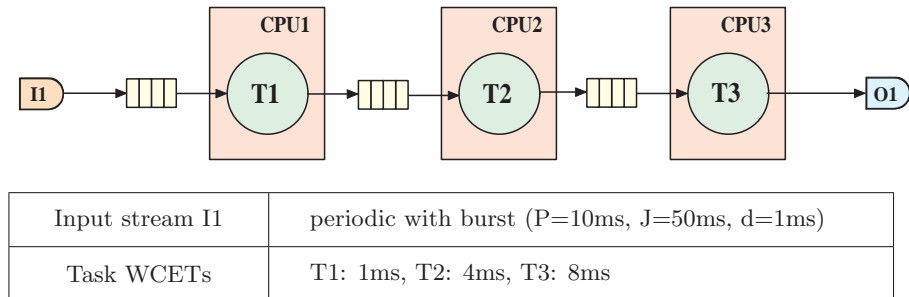 CPU1 CPU2 CPU3
I1 T1 T2 T3 O1
Input stream I1 periodic with burst (P=10ms, J=50ms, d=1ms)
Task WCETs T1: 1ms, T2: 4ms, T3: 8ms